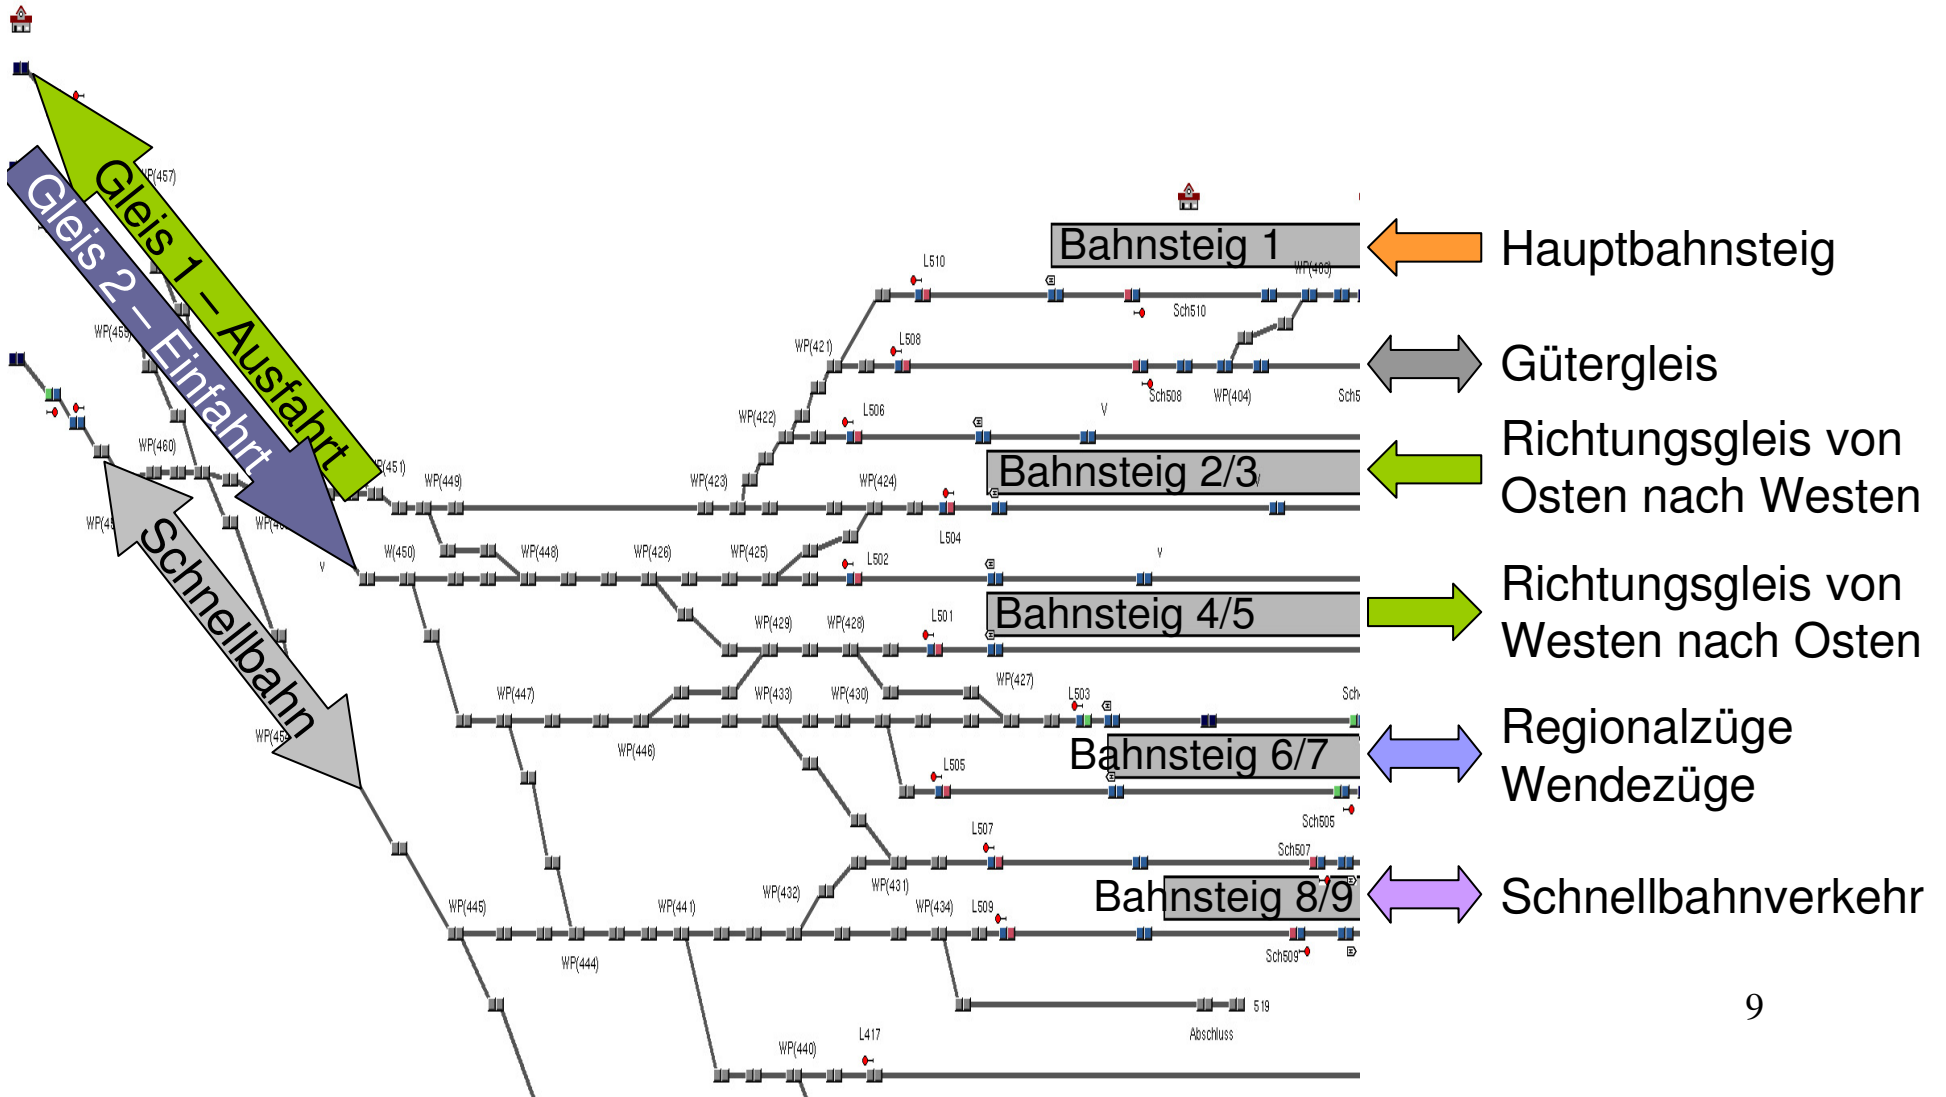 WP(457)
Gleis 1 – Ausfahrt
Gleis 2 – Einfahrt
Bahnsteig 1
Hauptbahnsteig
L510
Sch510
WP(421)
L508
Gütergleis
Sch508
WP(404)
WP(422)
L506
V
Richtungsgleis von
Osten nach Westen
WP(460)
WP(449)
WP(423)
WP(424)
Bahnsteig 2/3
L504
W(450)
WP(448)
WP(426)
WP(425)
L502
V
V
Schnellbahn
Bahnsteig 4/5
Richtungsgleis von
Westen nach Osten
WP(429)
WP(428)
L501
WP(427)
WP(447)
WP(433)
WP(430)
L503
WP(446)
Bahnsteig 6/7
Regionalzüge
Wendezüge
L505
Sch505
L507
Sch507
WP(432)
WP(431)
Bahnsteig 8/9
Schnellbahnverkehr
WP(445)
WP(441)
WP(434)
L509
WP(444)
Sch509
519
Abschluss
L417
WP(440)
9